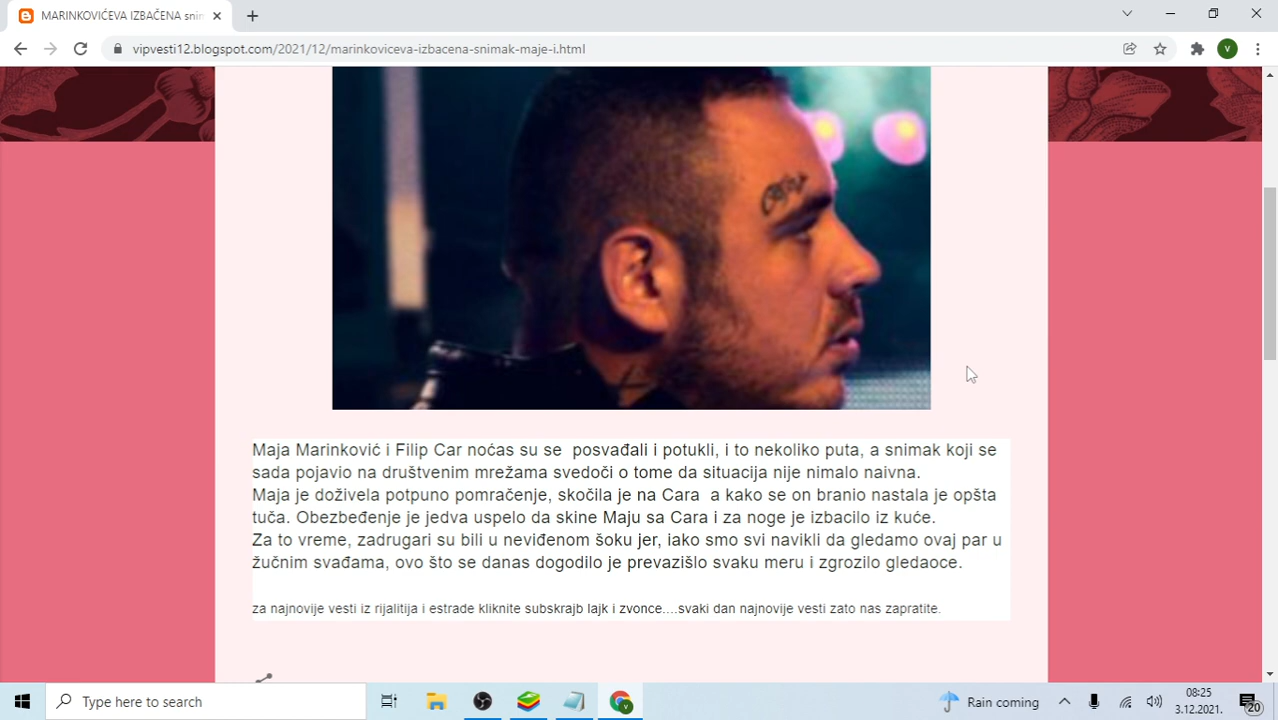 MARINKOVIĆEVA IZBAČENA snim
vipvesti12.blogspot.com/2021/12/marinkoviceva-izbacena-snimak-maje-i.html
V
Maja Marinković i Filip Car noćas su se  posvađali i potukli, i to nekoliko puta, a snimak koji se
sada pojavio na društvenim mrežama svedoči o tome da situacija nije nimalo naivna.
Maja je doživela potpuno pomračenje, skočila je na Cara  a kako se on branio nastala je opšta
tuča. Obezbeđenje je jedva uspelo da skine Maju sa Cara i za noge je izbacilo iz kuće.
Za to vreme, zadrugari su bili u neviđenom šoku jer, iako smo svi navikli da gledamo ovaj par u
žučnim svađama, ovo što se danas dogodilo je prevazišlo svaku meru i zgrozilo gledaoce.
za najnovije vesti iz rijalitija i estrade kliknite subskrajb lajk i zvonce....svaki dan najnovije vesti zato nas zapratite.
Type here to search
Rain coming
08:25
3.12.2021.
20